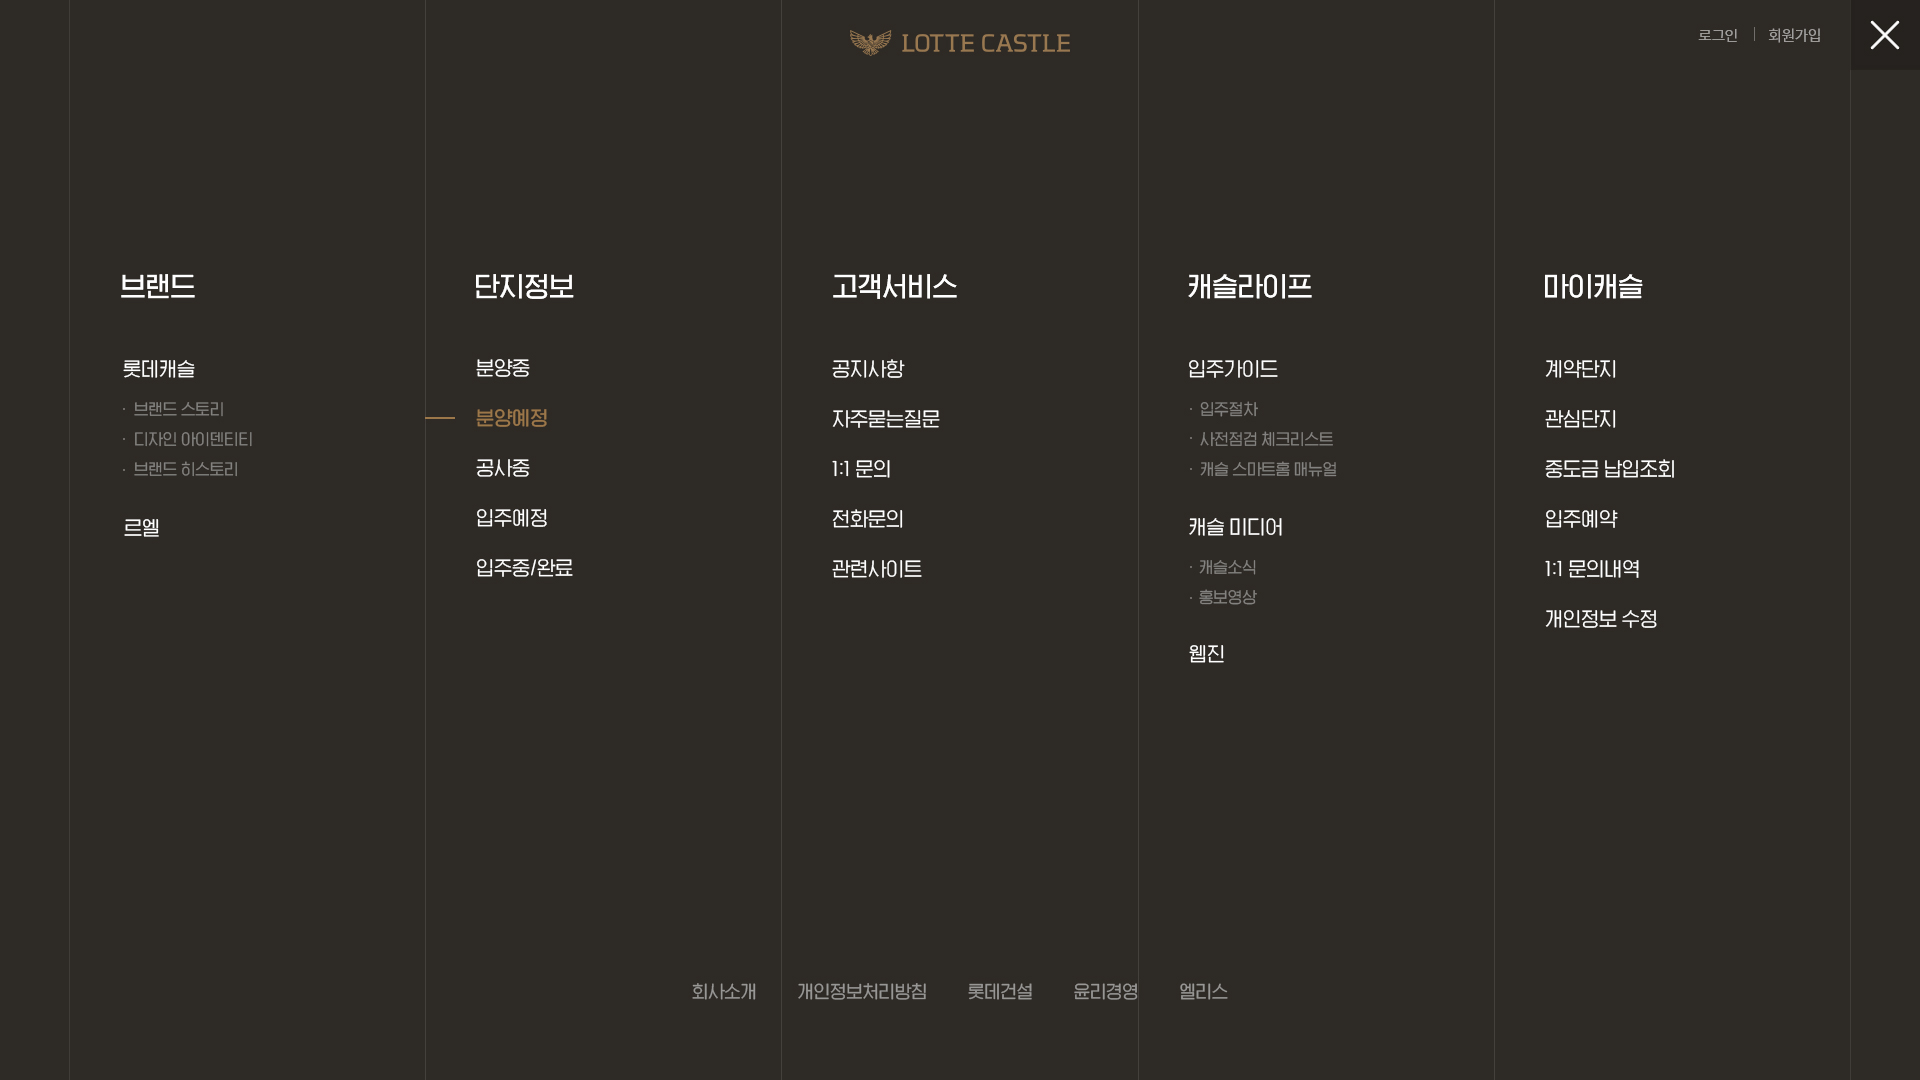 LOTTE CASTLE
로그인
회원가입
브랜드
롯데캐슬
· 브랜드 스토리
· 디자인 아이덴티티
· 브랜드 히스토리
르엘
단지정보
분양중
분양예정
공사중
입주예정
입주중/완료
고객서비스
공지사항
자주묻는질문
1:1 문의
전화문의
관련사이트
캐슬라이프
입주가이드
· 입주절차
· 사전점검 체크리스트
· 캐슬 스마트홈 매뉴얼
캐슬 미디어
· 캐슬소식
· 홍보영상
웹진
마이캐슬
계약단지
관심단지
중도금 납입조회
입주예약
1:1 문의내역
개인정보 수정
회사소개
개인정보처리방침
롯데건설
윤리경영
엘리스